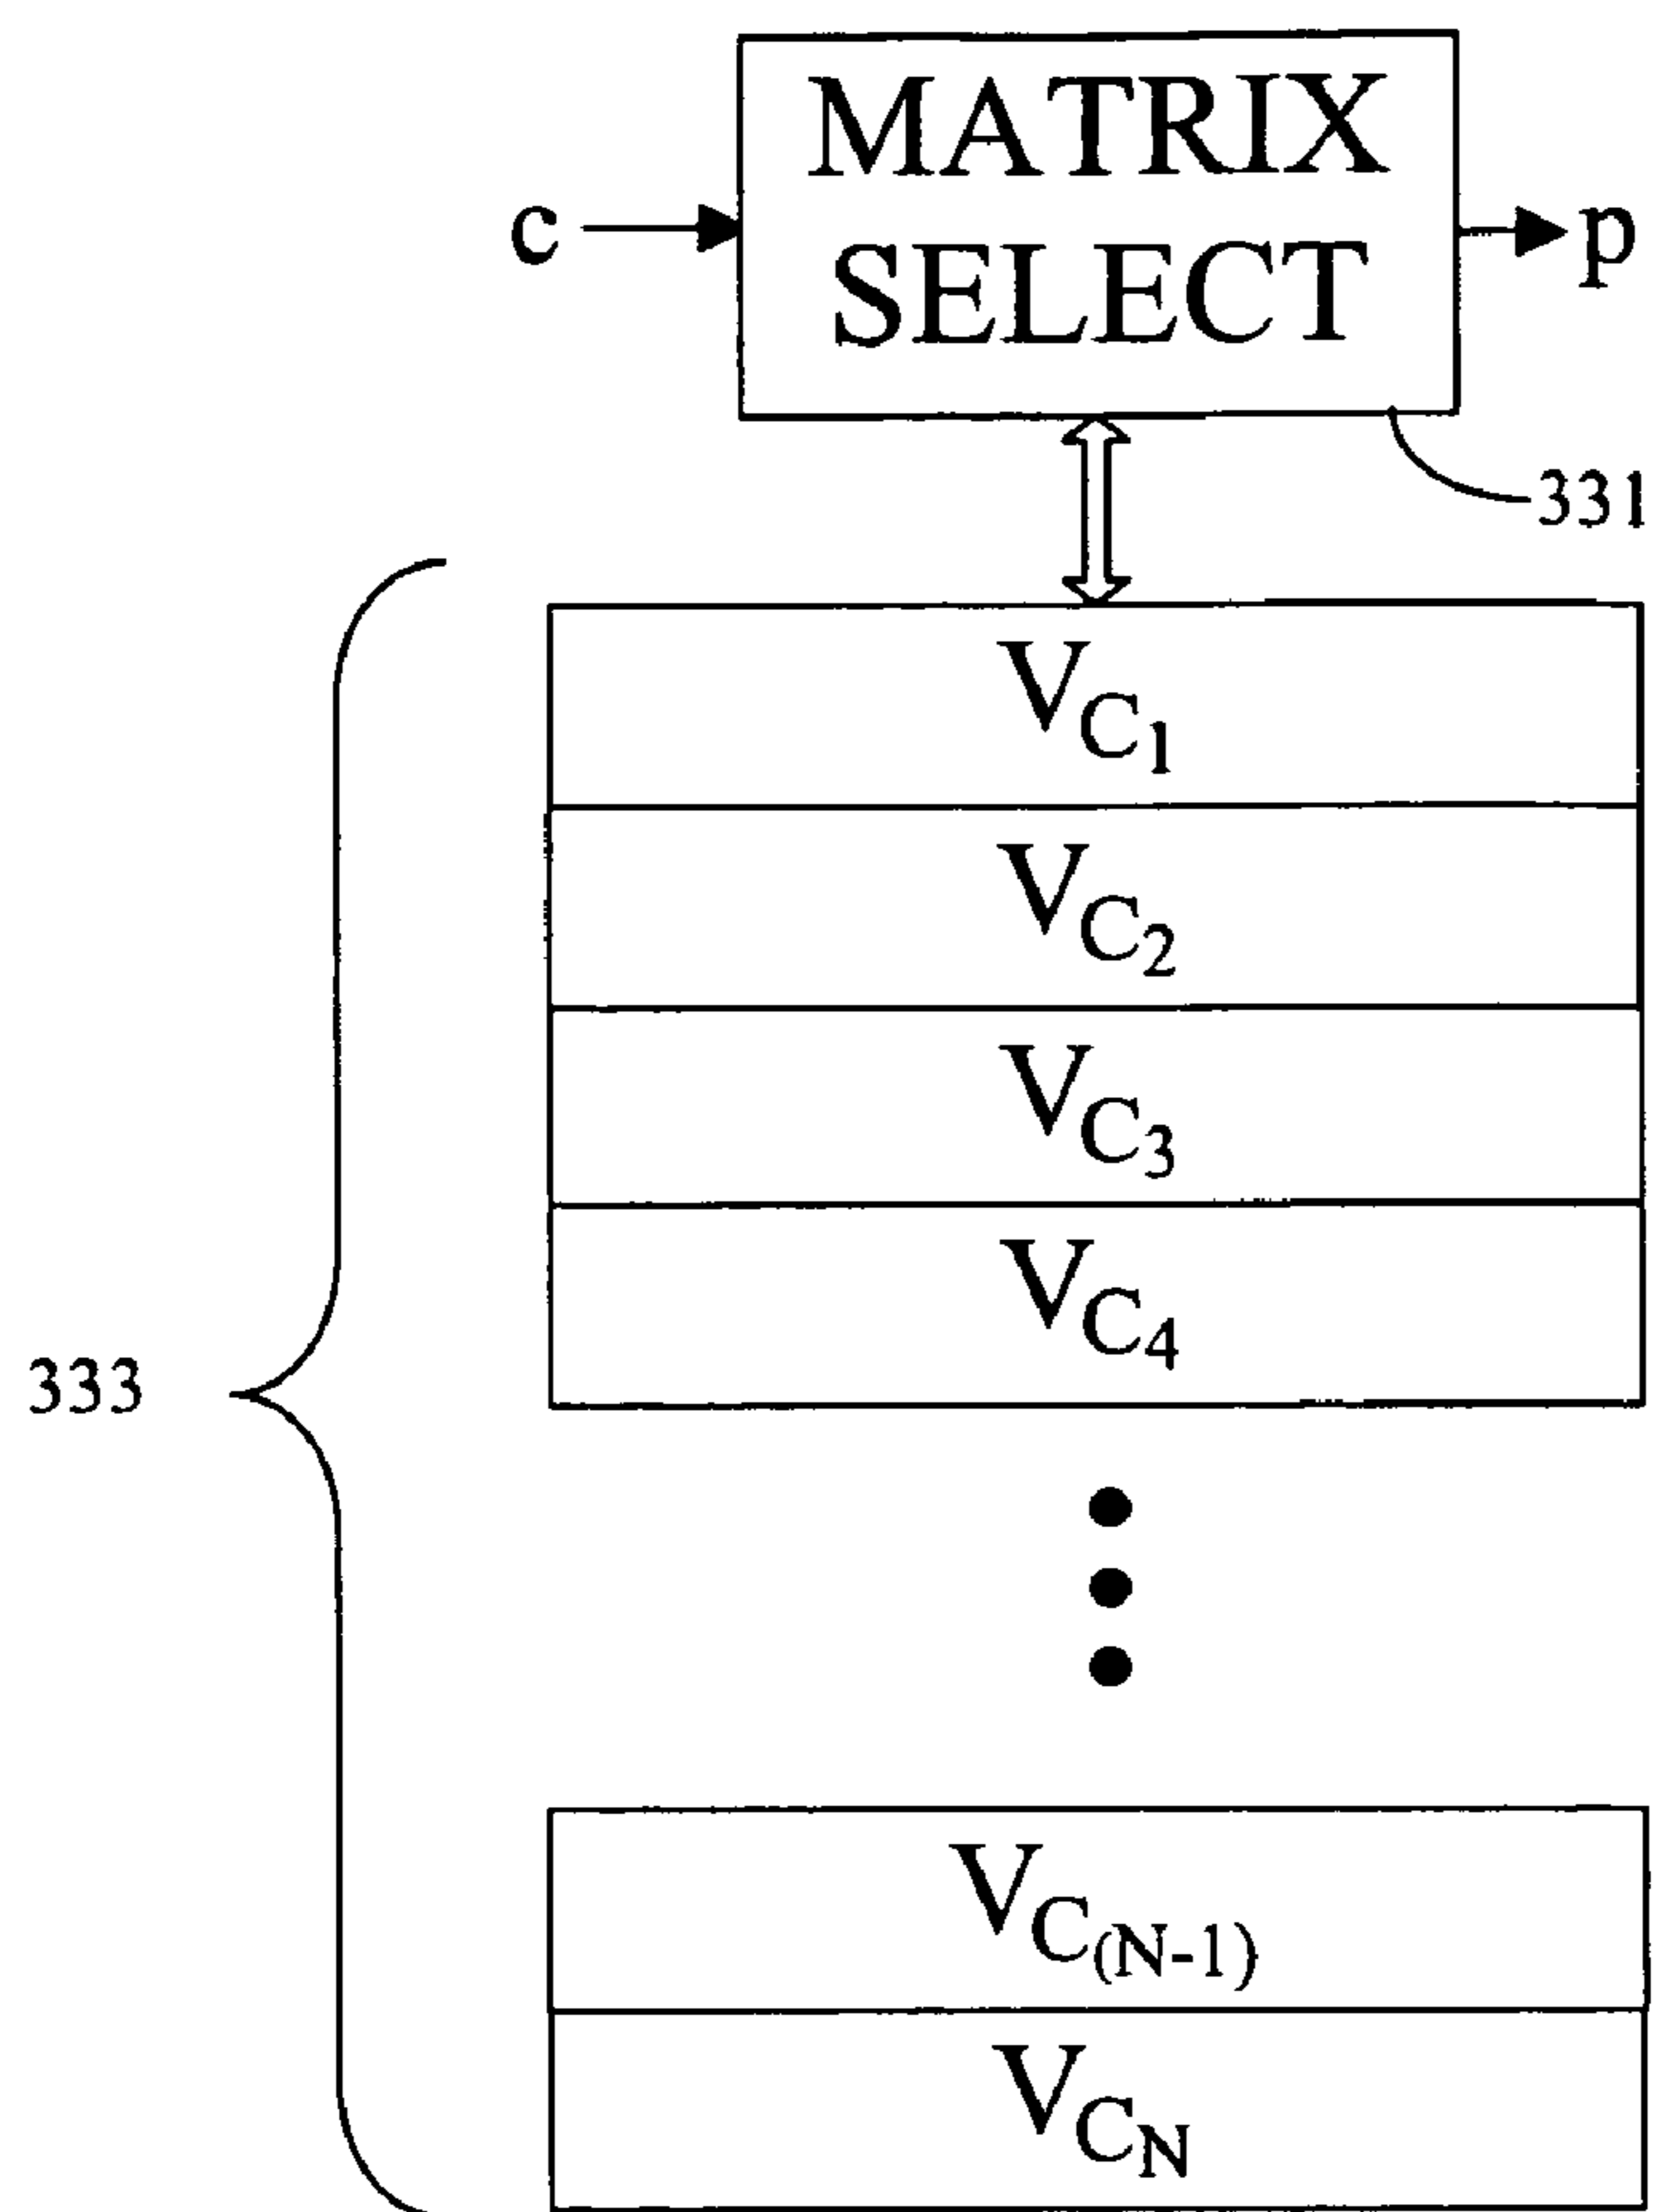 MATRIX
SELECT
c
p
331
V_{C_1}
V_{C_2}
V_{C_3}
V_{C_4}
333
V_{C_{(N-1)}}
V_{C_N}